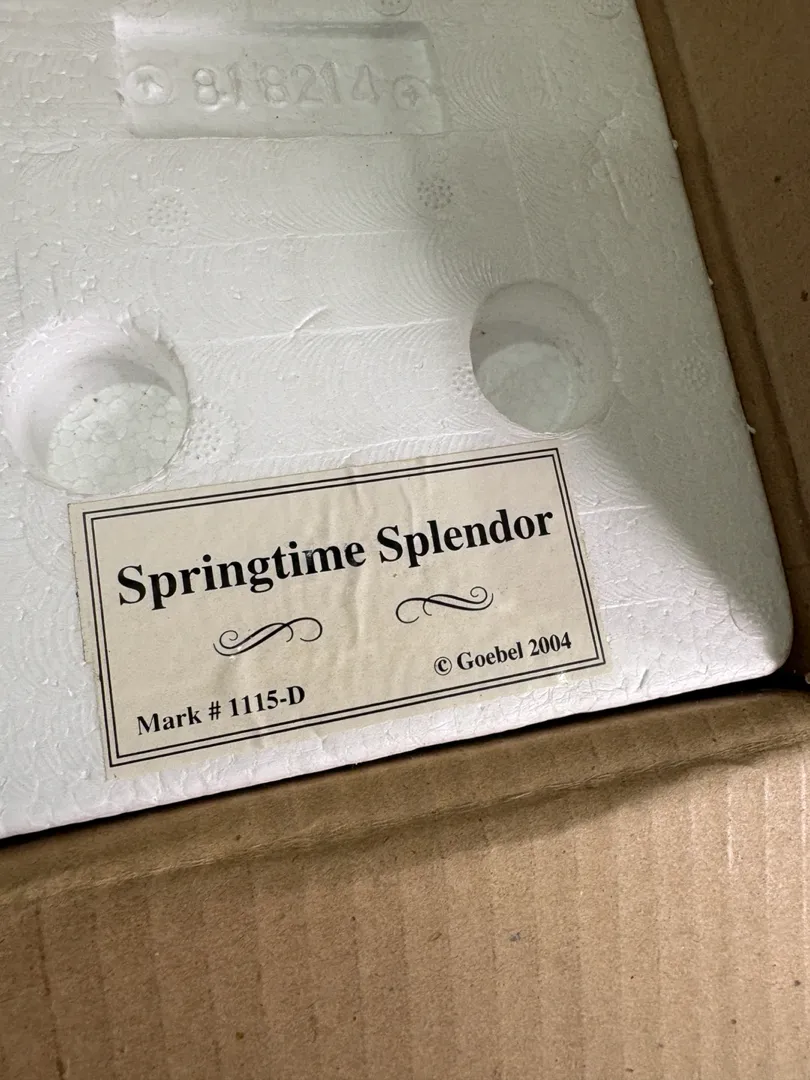 818214
Springtime Splendor
© Goebel 2004
Mark # 1115-D